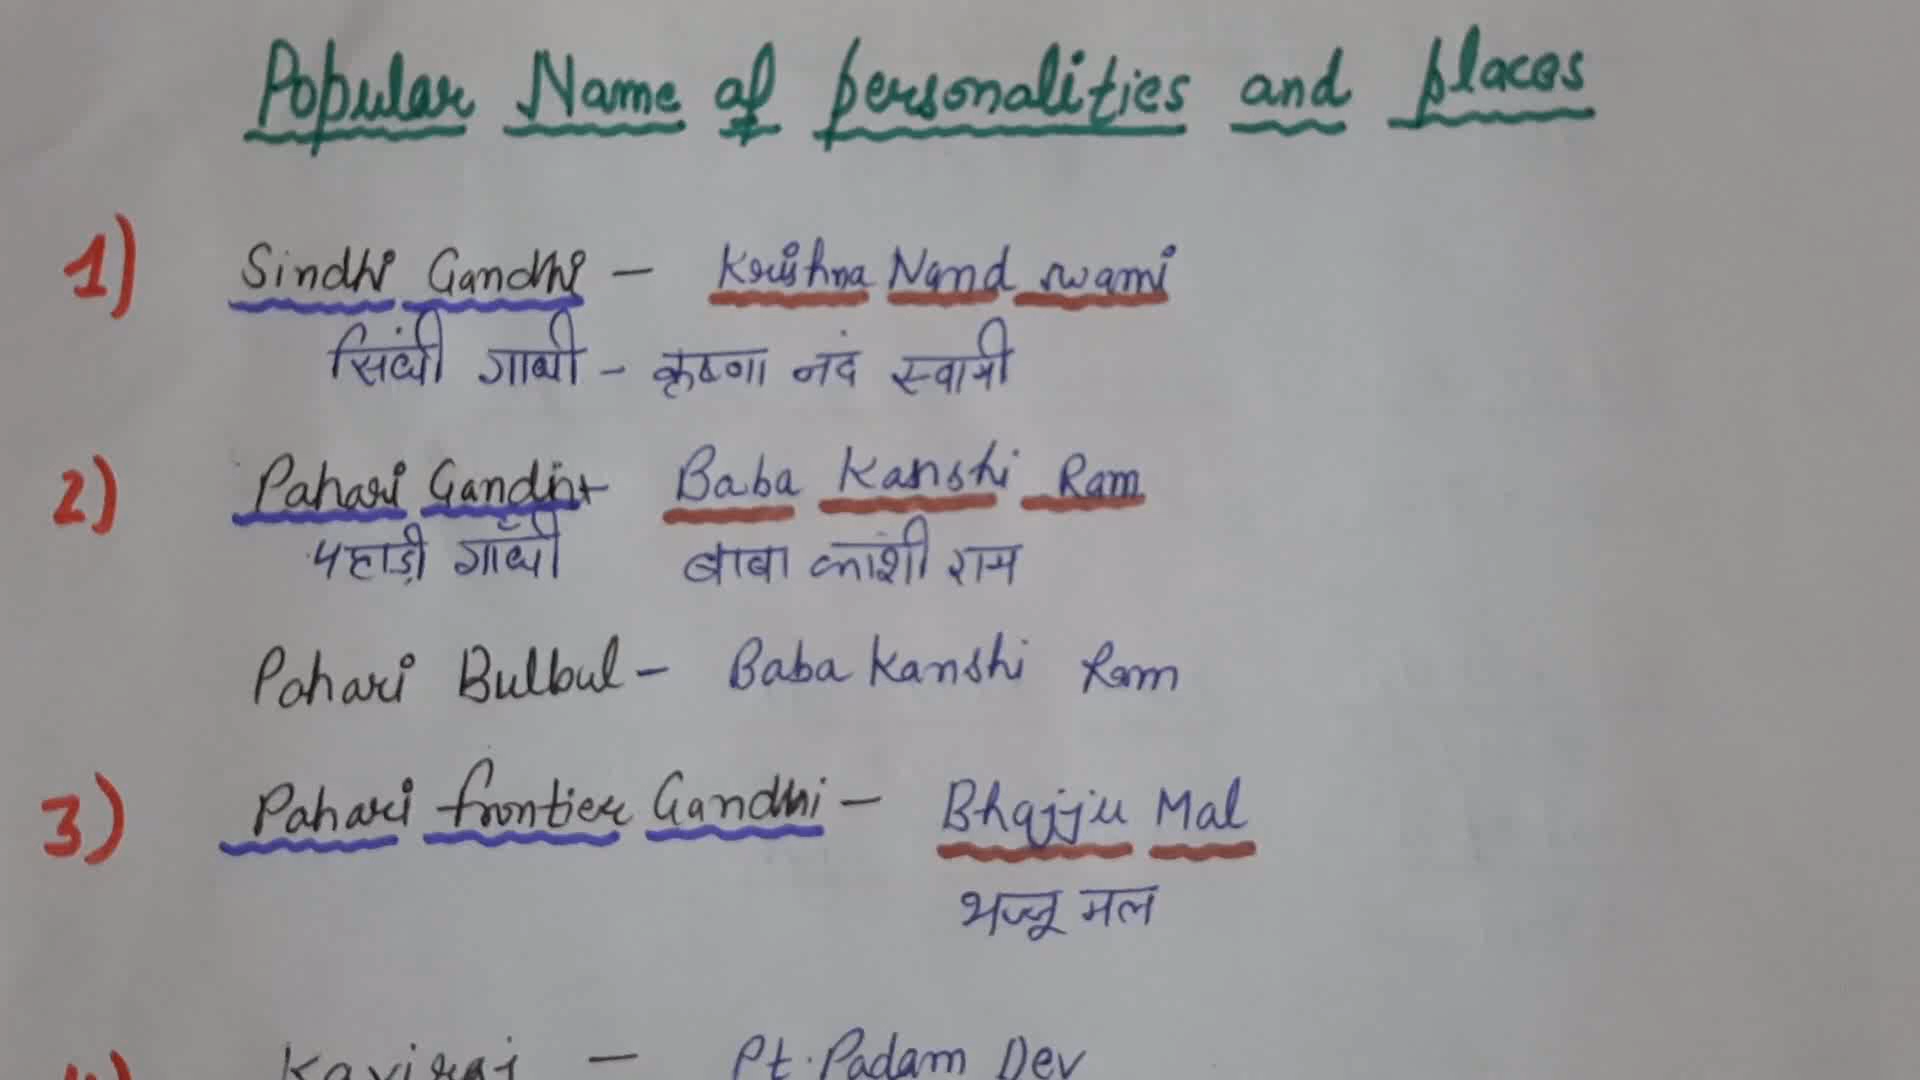 Popular Name of personalities and places
1) Sindhi Gandhi - Krishna Nand swami
सिंधी गाधी - कृष्णा नंद स्वामी
2) Pahari Gandhi - Baba Kanshi Ram
पहाड़ी गाँधी बाबा कांशी राम
Pahari Bulbul - Baba Kanshi Ram
3) Pahari frontier Gandhi - Bhajju Mal
भज्जू मल
4) Kaviraj - Pt. Padam Dev